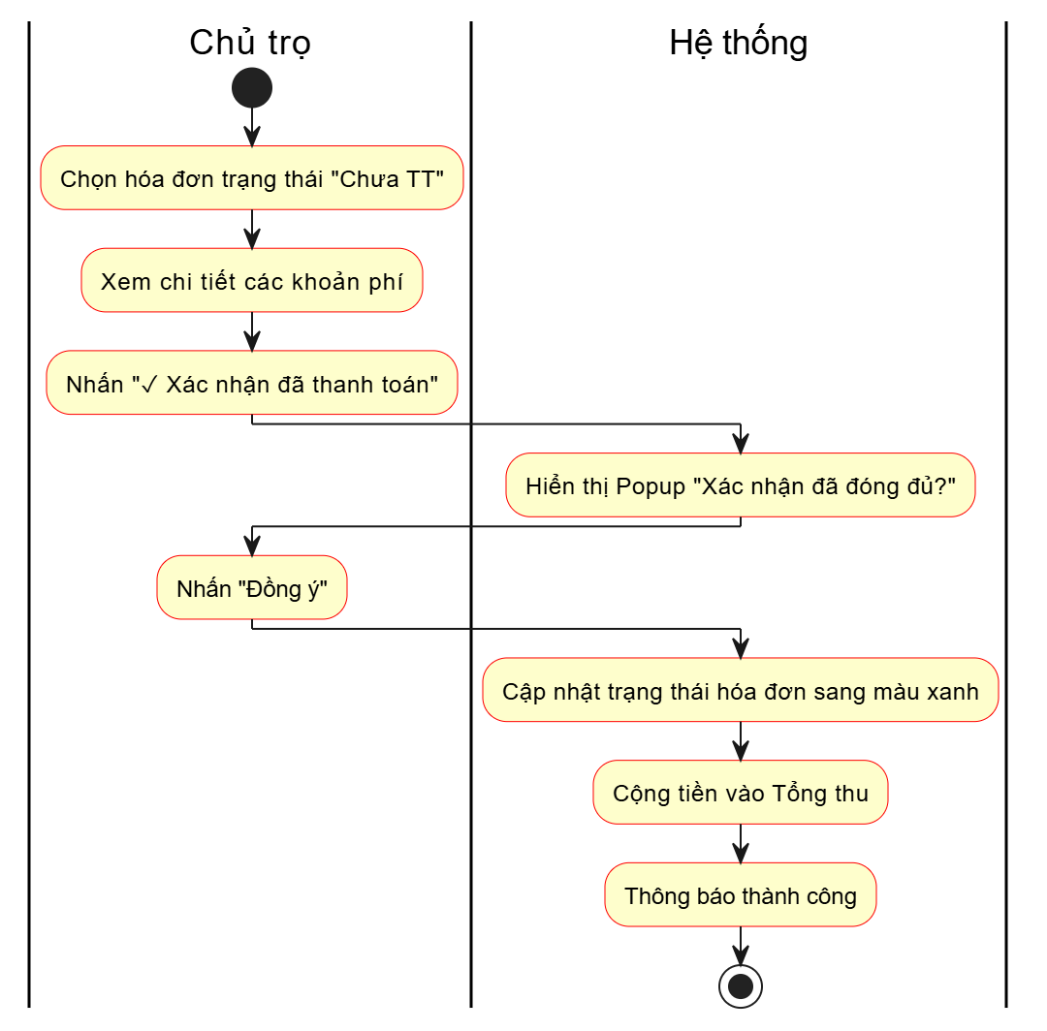 Chủ trọ
Hệ thống
Chọn hóa đơn trạng thái "Chưa TT"
Xem chi tiết các khoản phí
Nhấn "✓ Xác nhận đã thanh toán"
Hiển thị Popup "Xác nhận đã đóng đủ?"
Nhấn "Đồng ý"
Cập nhật trạng thái hóa đơn sang màu xanh
Cộng tiền vào Tổng thu
Thông báo thành công